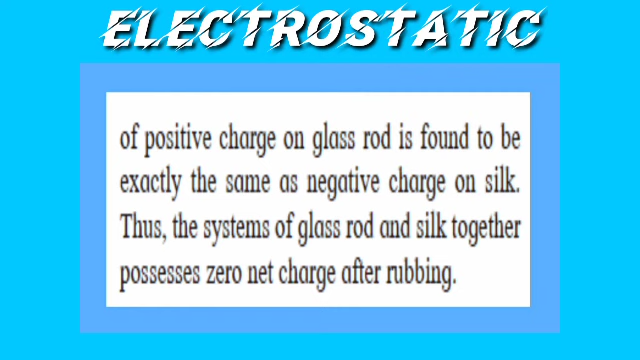 ELECTROSTATIC
of positive charge on glass rod is found to be
exactly the same as negative charge on silk.
Thus, the systems of glass rod and silk together
possesses zero net charge after rubbing.